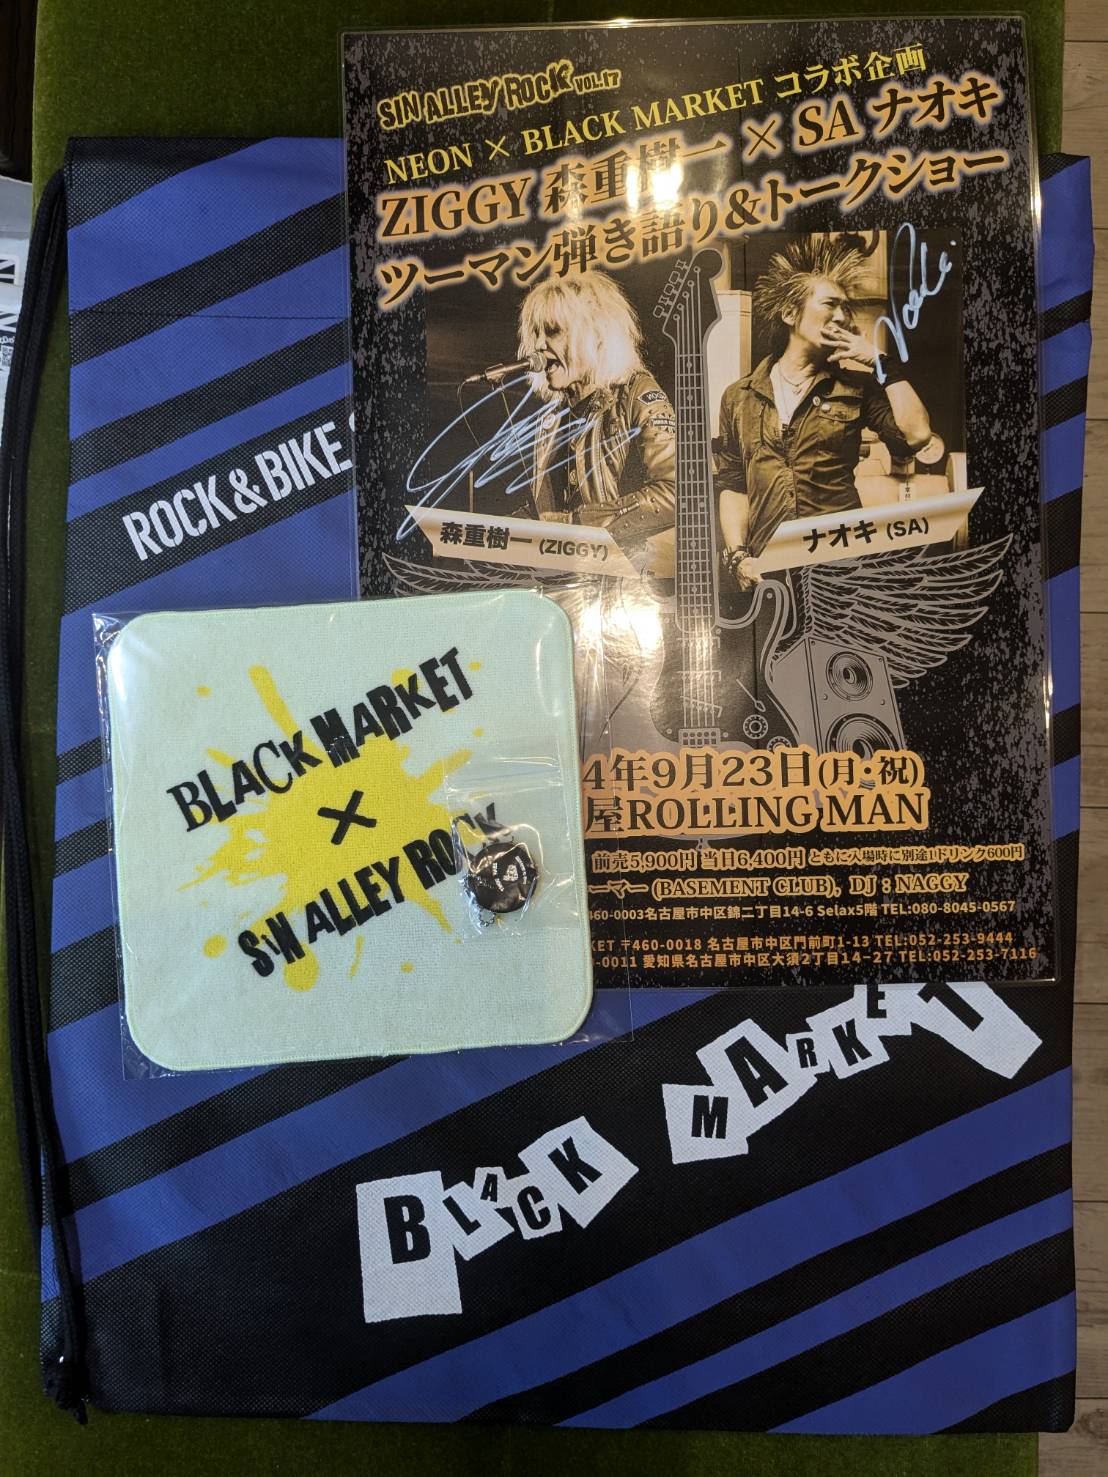 SIN ALLEY ROCK VOL.17
NEON × BLACK MARKET コラボ企画
ZIGGY 森重樹一 × SA ナオキ
ツーマン弾き語り&トークショー
Naoki
森重樹一 (ZIGGY)
ナオキ (SA)
4年9月23日(月・祝)
屋ROLLING MAN
前売5,900円 当日6,400円 ともに入場時に別途1ドリンク600円
ーマー (BASEMENT CLUB), DJ : NAGGY
460-0003名古屋市中区錦二丁目14-6 Selax5階 TEL:080-8045-0567
KET 〒460-0018 名古屋市中区門前町1-13 TEL:052-253-9444
-0011 愛知県名古屋市中区大須2丁目14-27 TEL:052-253-7116
ROCK & BIKE
BLACK MARKET
×
SIN ALLEY ROCK
BLACK MARKET